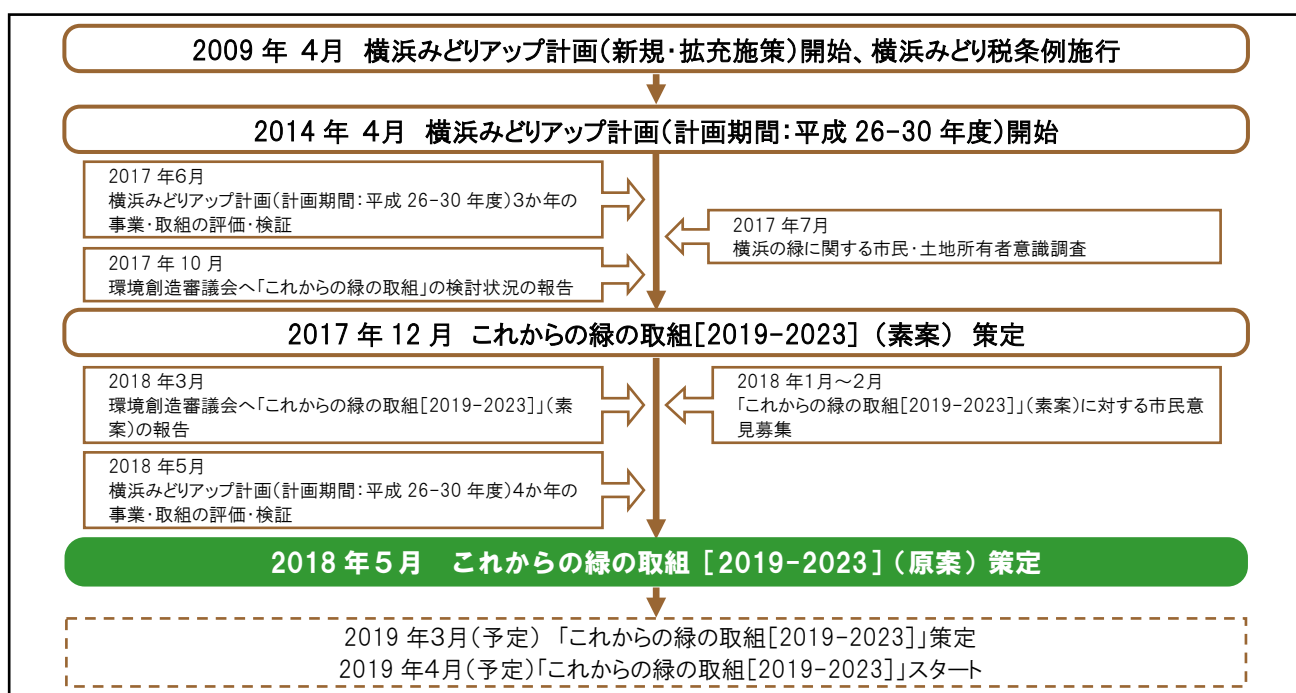 2009 年 4月 横浜みどりアップ計画(新規・拡充施策)開始、横浜みどり税条例施行
2014 年 4月 横浜みどりアップ計画(計画期間:平成 26-30 年度)開始
2017 年6月
横浜みどりアップ計画(計画期間:平成 26-30 年度)3か年の
事業・取組の評価・検証
2017 年7月
横浜の緑に関する市民・土地所有者意識調査
2017 年 10 月
環境創造審議会へ「これからの緑の取組」の検討状況の報告
2017 年 12 月 これからの緑の取組[2019-2023] (素案) 策定
2018 年3月
環境創造審議会へ「これからの緑の取組[2019-2023]」(素
案)の報告
2018 年1月~2月
「これからの緑の取組[2019-2023]」(素案)に対する市民意
見募集
2018 年5月
横浜みどりアップ計画(計画期間:平成 26-30 年度)4か年の
事業・取組の評価・検証
2018 年5月 これからの緑の取組 [2019-2023] (原案) 策定
2019 年3月(予定) 「これからの緑の取組[2019-2023]」策定
2019 年4月(予定)「これからの緑の取組[2019-2023]」スタート